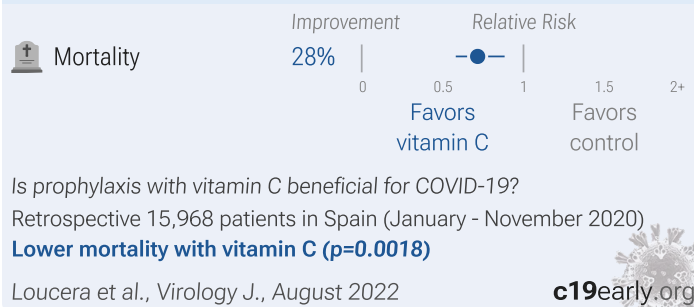 Improvement Relative Risk
Mortality 28%
0 0.5 1 1.5 2+
Favors vitamin C
Favors control
Is prophylaxis with vitamin C beneficial for COVID-19?
Retrospective 15,968 patients in Spain (January - November 2020)
Lower mortality with vitamin C (p=0.0018)
Loucera et al., Virology J., August 2022 c19early.org